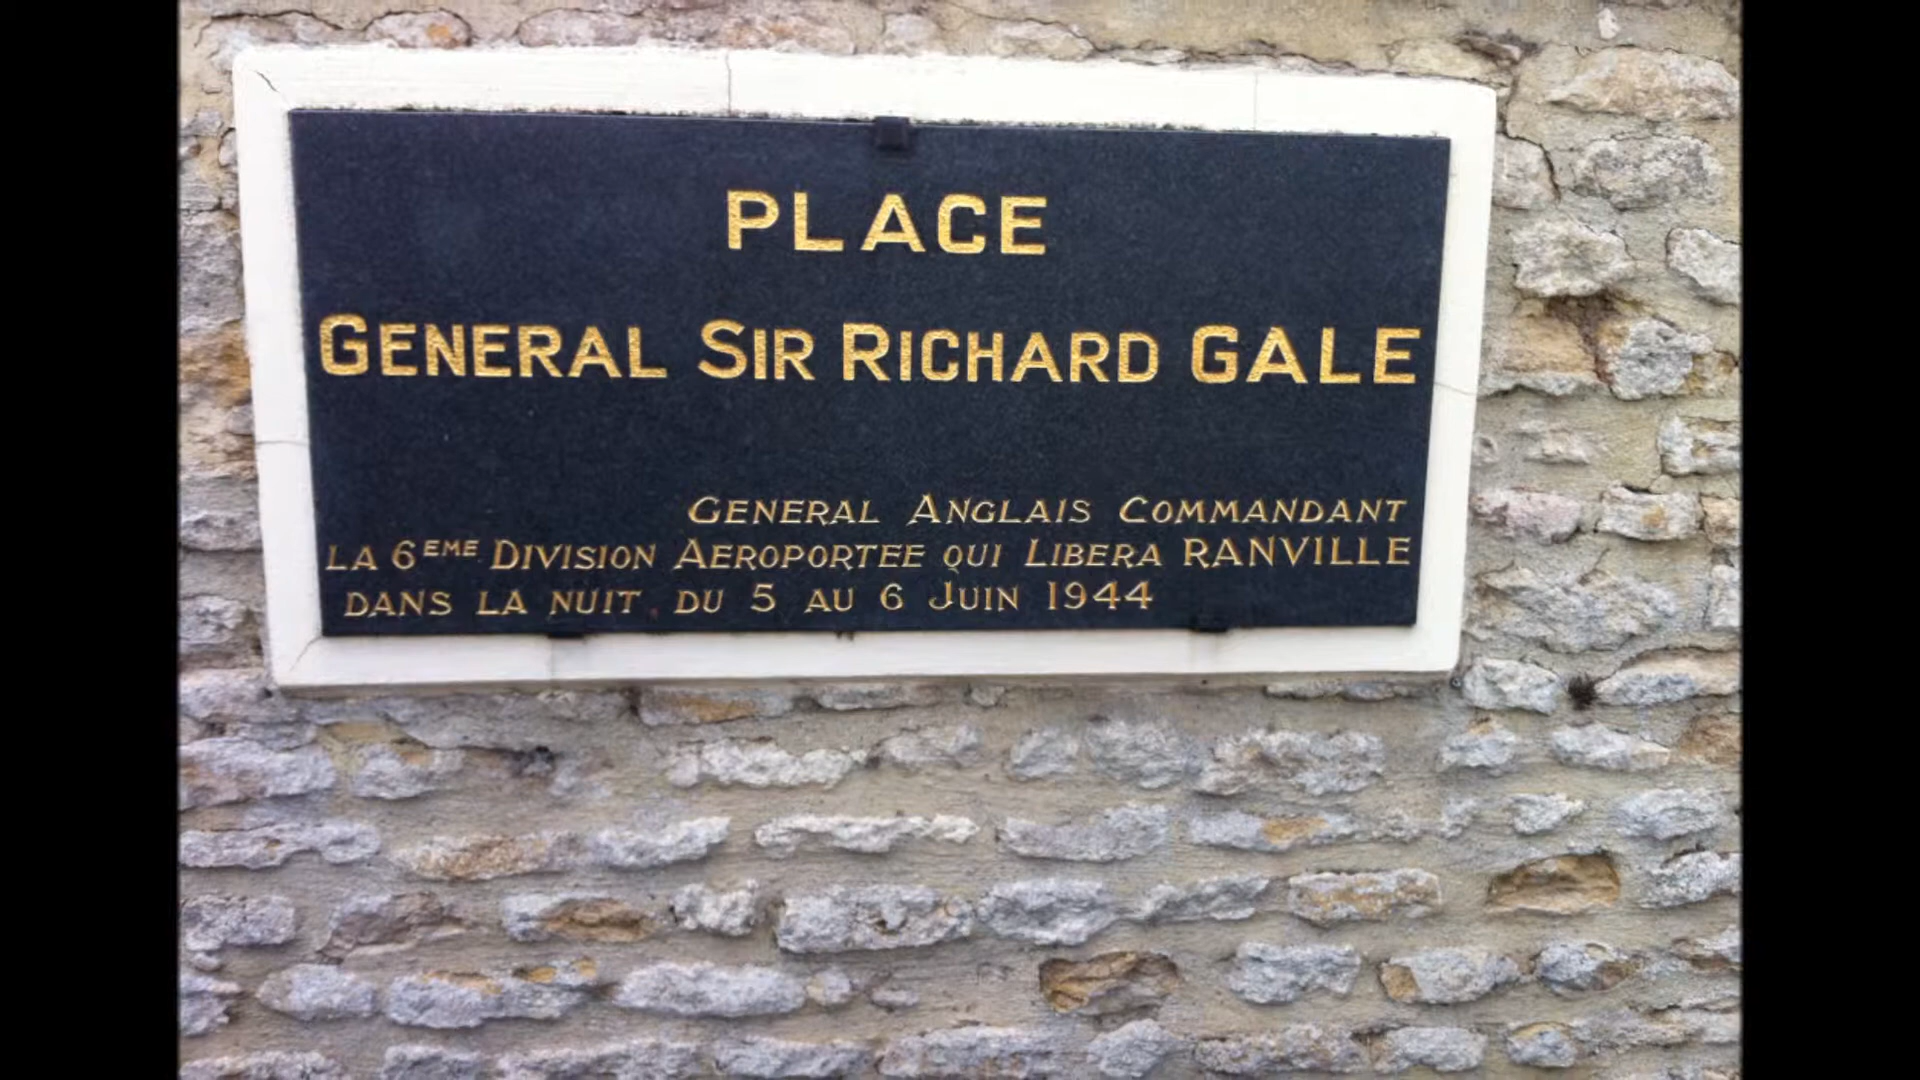 PLACE
GENERAL SIR RICHARD GALE
GENERAL ANGLAIS COMMANDANT
LA 6EME DIVISION AEROPORTEE QUI LIBERA RANVILLE
DANS LA NUIT DU 5 AU 6 JUIN 1944